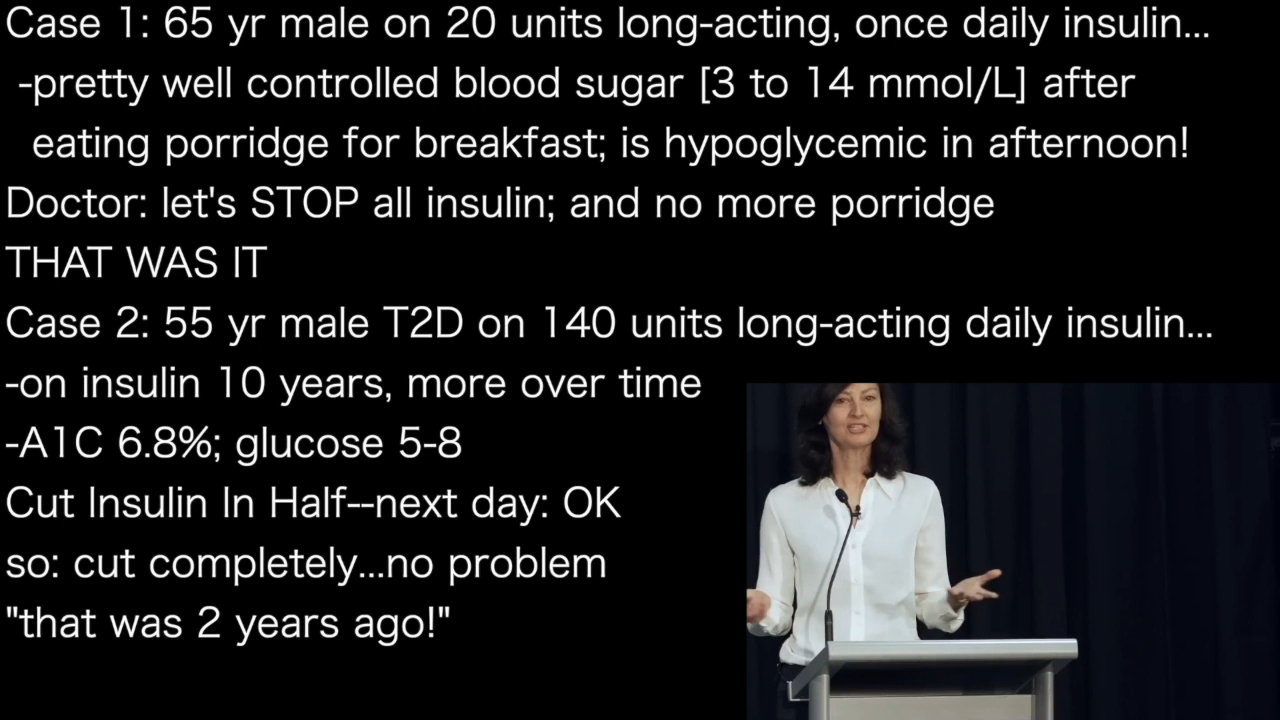 Case 1: 65 yr male on 20 units long-acting, once daily insulin...
-pretty well controlled blood sugar [3 to 14 mmol/L] after
eating porridge for breakfast; is hypoglycemic in afternoon!
Doctor: let's STOP all insulin; and no more porridge
THAT WAS IT
Case 2: 55 yr male T2D on 140 units long-acting daily insulin...
-on insulin 10 years, more over time
-A1C 6.8%; glucose 5-8
Cut Insulin In Half--next day: OK
so: cut completely...no problem
"that was 2 years ago!"